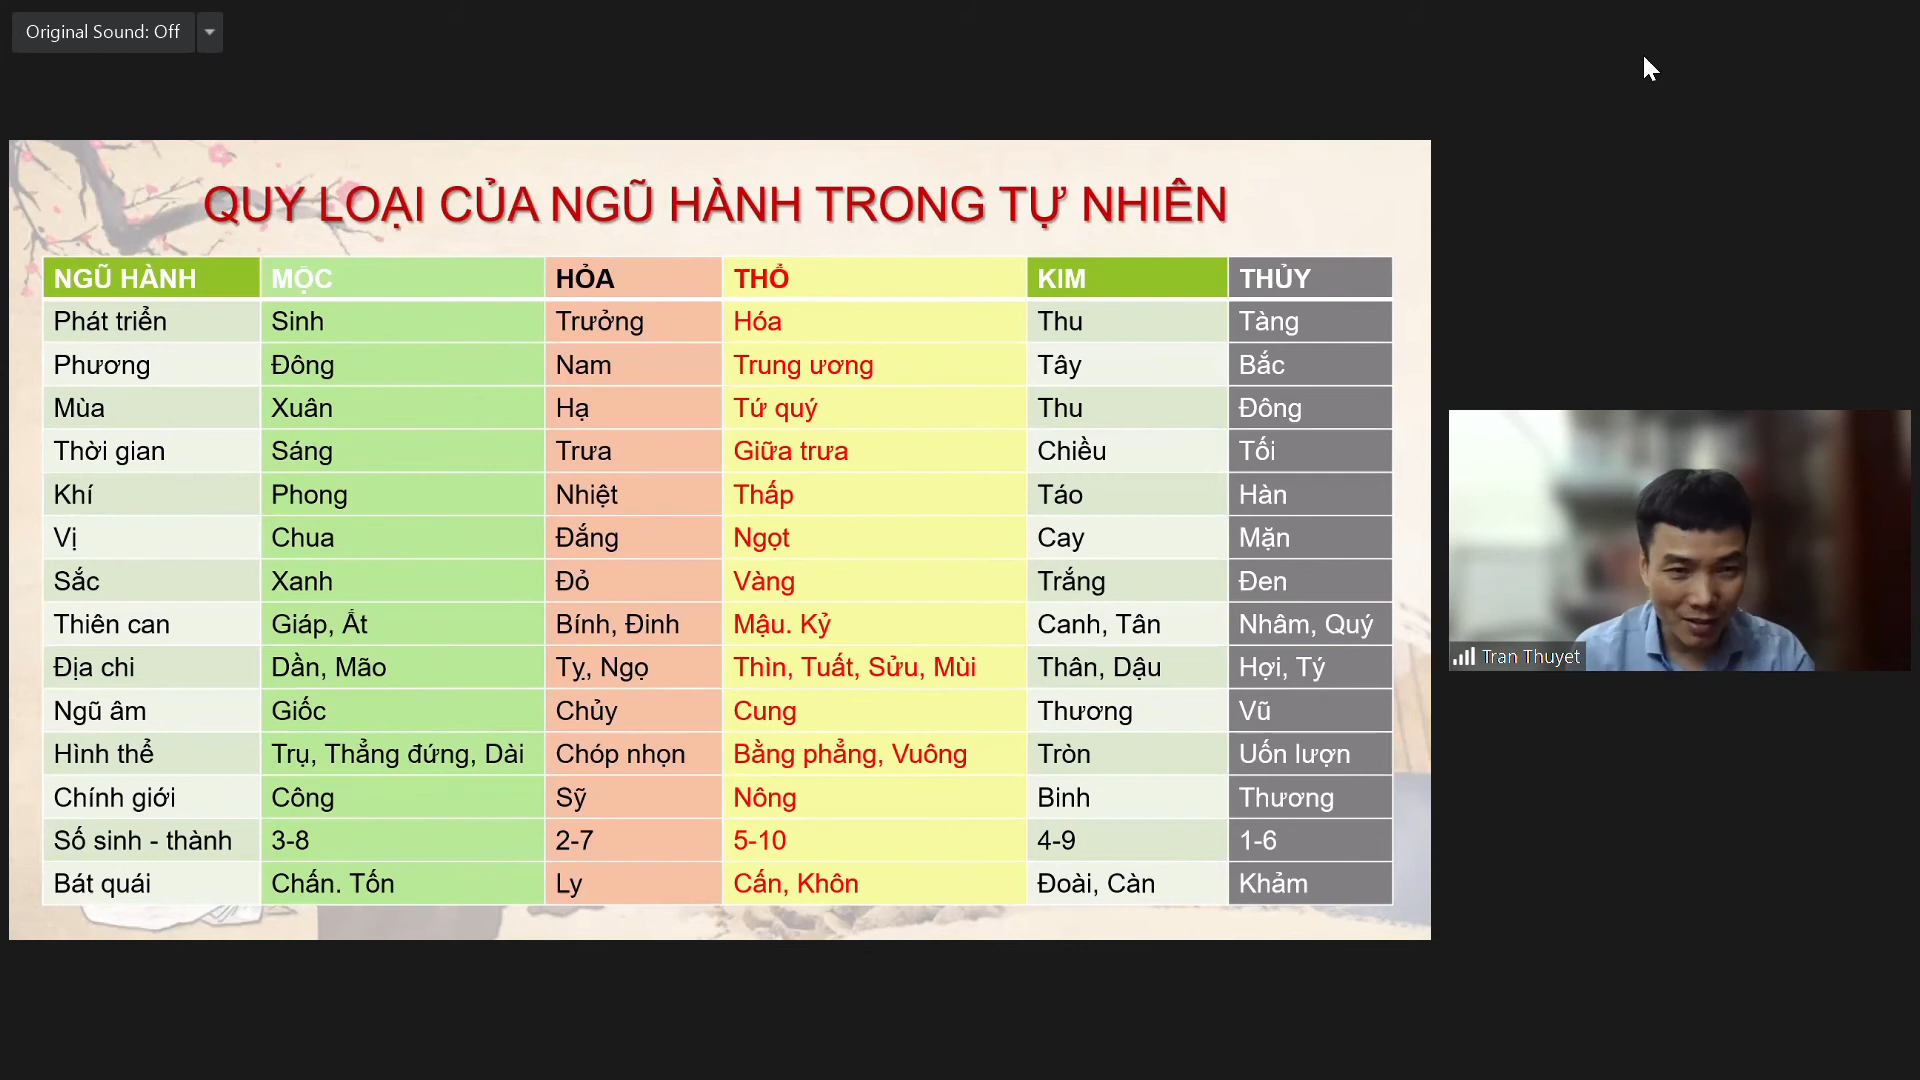 Original Sound: Off
QUY LOẠI CỦA NGŨ HÀNH TRONG TỰ NHIÊN
NGŨ HÀNH MỘC HỎA THỔ KIM THỦY
Phát triển Sinh Trưởng Hóa Thu Tàng
Phương Đông Nam Trung ương Tây Bắc
Mùa Xuân Hạ Tứ quý Thu Đông
Thời gian Sáng Trưa Giữa trưa Chiều Tối
Khí Phong Nhiệt Thấp Táo Hàn
Vị Chua Đắng Ngọt Cay Mặn
Sắc Xanh Đỏ Vàng Trắng Đen
Thiên can Giáp, Ất Bính, Đinh Mậu. Kỷ Canh, Tân Nhâm, Quý
Địa chi Dần, Mão Tỵ, Ngọ Thìn, Tuất, Sửu, Mùi Thân, Dậu Hợi, Tý
Ngũ âm Giốc Chủy Cung Thương Vũ
Hình thể Trụ, Thẳng đứng, Dài Chóp nhọn Bằng phẳng, Vuông Tròn Uốn lượn
Chính giới Công Sỹ Nông Binh Thương
Số sinh - thành 3-8 2-7 5-10 4-9 1-6
Bát quái Chấn. Tốn Ly Cấn, Khôn Đoài, Càn Khảm
Tran Thuyet